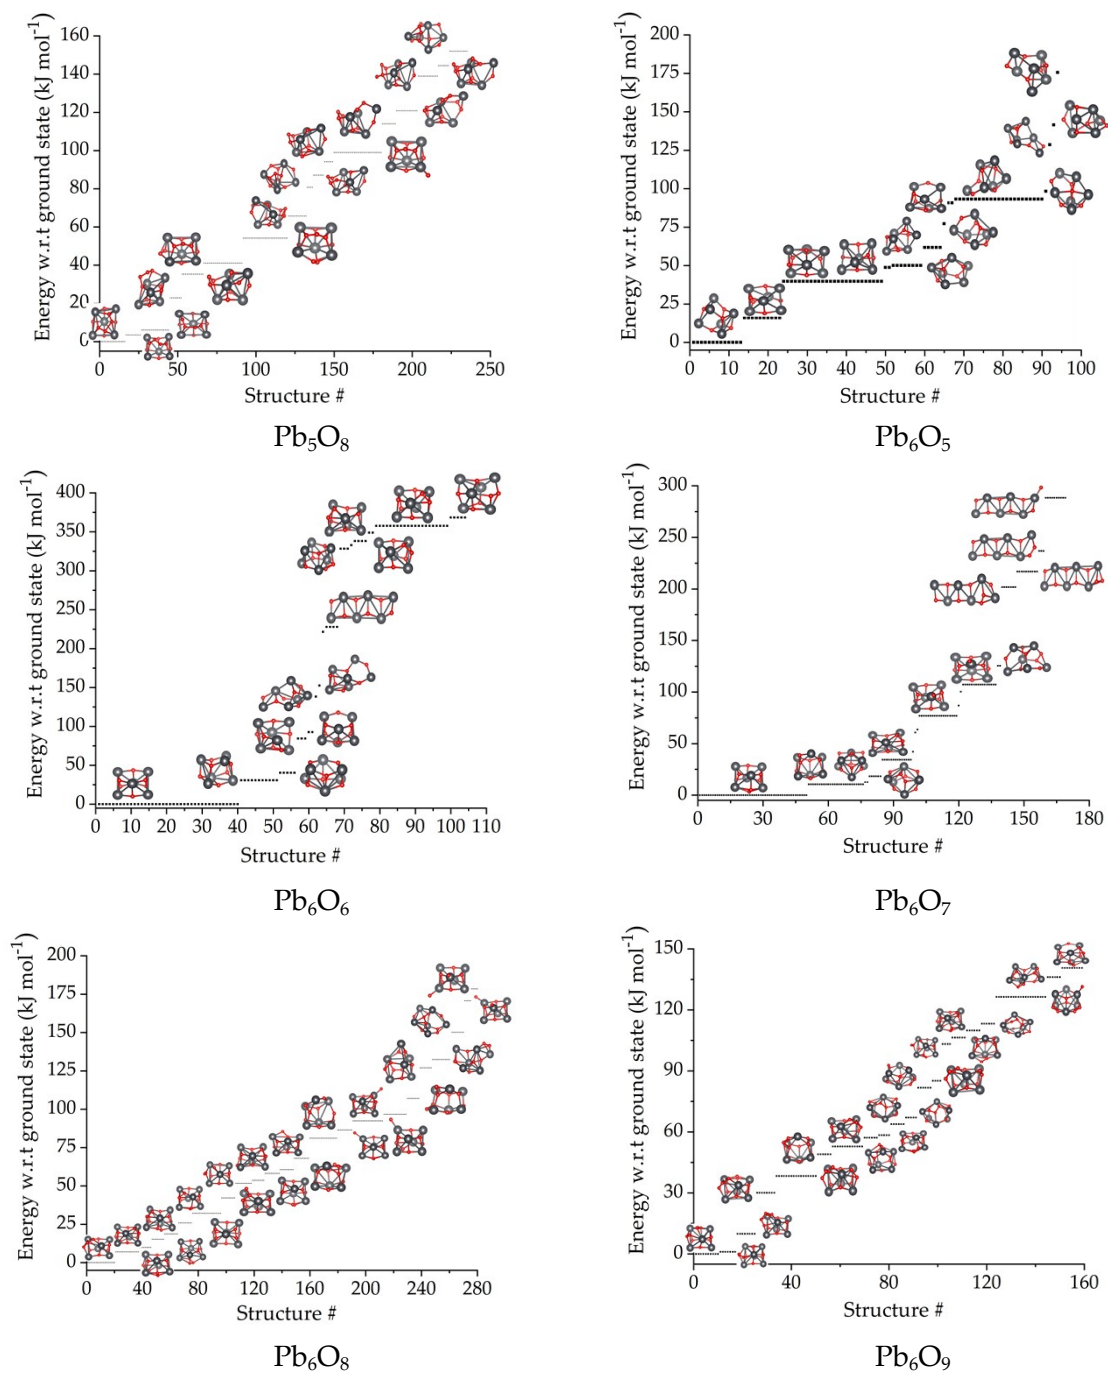 Energy w.r.t ground state (kJ mol⁻¹)
160
140
120
100
80
60
40
20
0
0 50 100 150 200 250
Structure #
Pb₅O₈
Energy w.r.t ground state (kJ mol⁻¹)
200
175
150
125
100
75
50
25
0
0 10 20 30 40 50 60 70 80 90 100
Structure #
Pb₆O₅
Energy w.r.t ground state (kJ mol⁻¹)
400
350
300
250
200
150
100
50
0
0 10 20 30 40 50 60 70 80 90 100 110
Structure #
Pb₆O₆
Energy w.r.t ground state (kJ mol⁻¹)
300
250
200
150
100
50
0
0 30 60 90 120 150 180
Structure #
Pb₆O₇
Energy w.r.t ground state (kJ mol⁻¹)
200
175
150
125
100
75
50
25
0
0 40 80 120 160 200 240 280
Structure #
Pb₆O₈
Energy w.r.t ground state (kJ mol⁻¹)
150
120
90
60
30
0
0 40 80 120 160
Structure #
Pb₆O₉